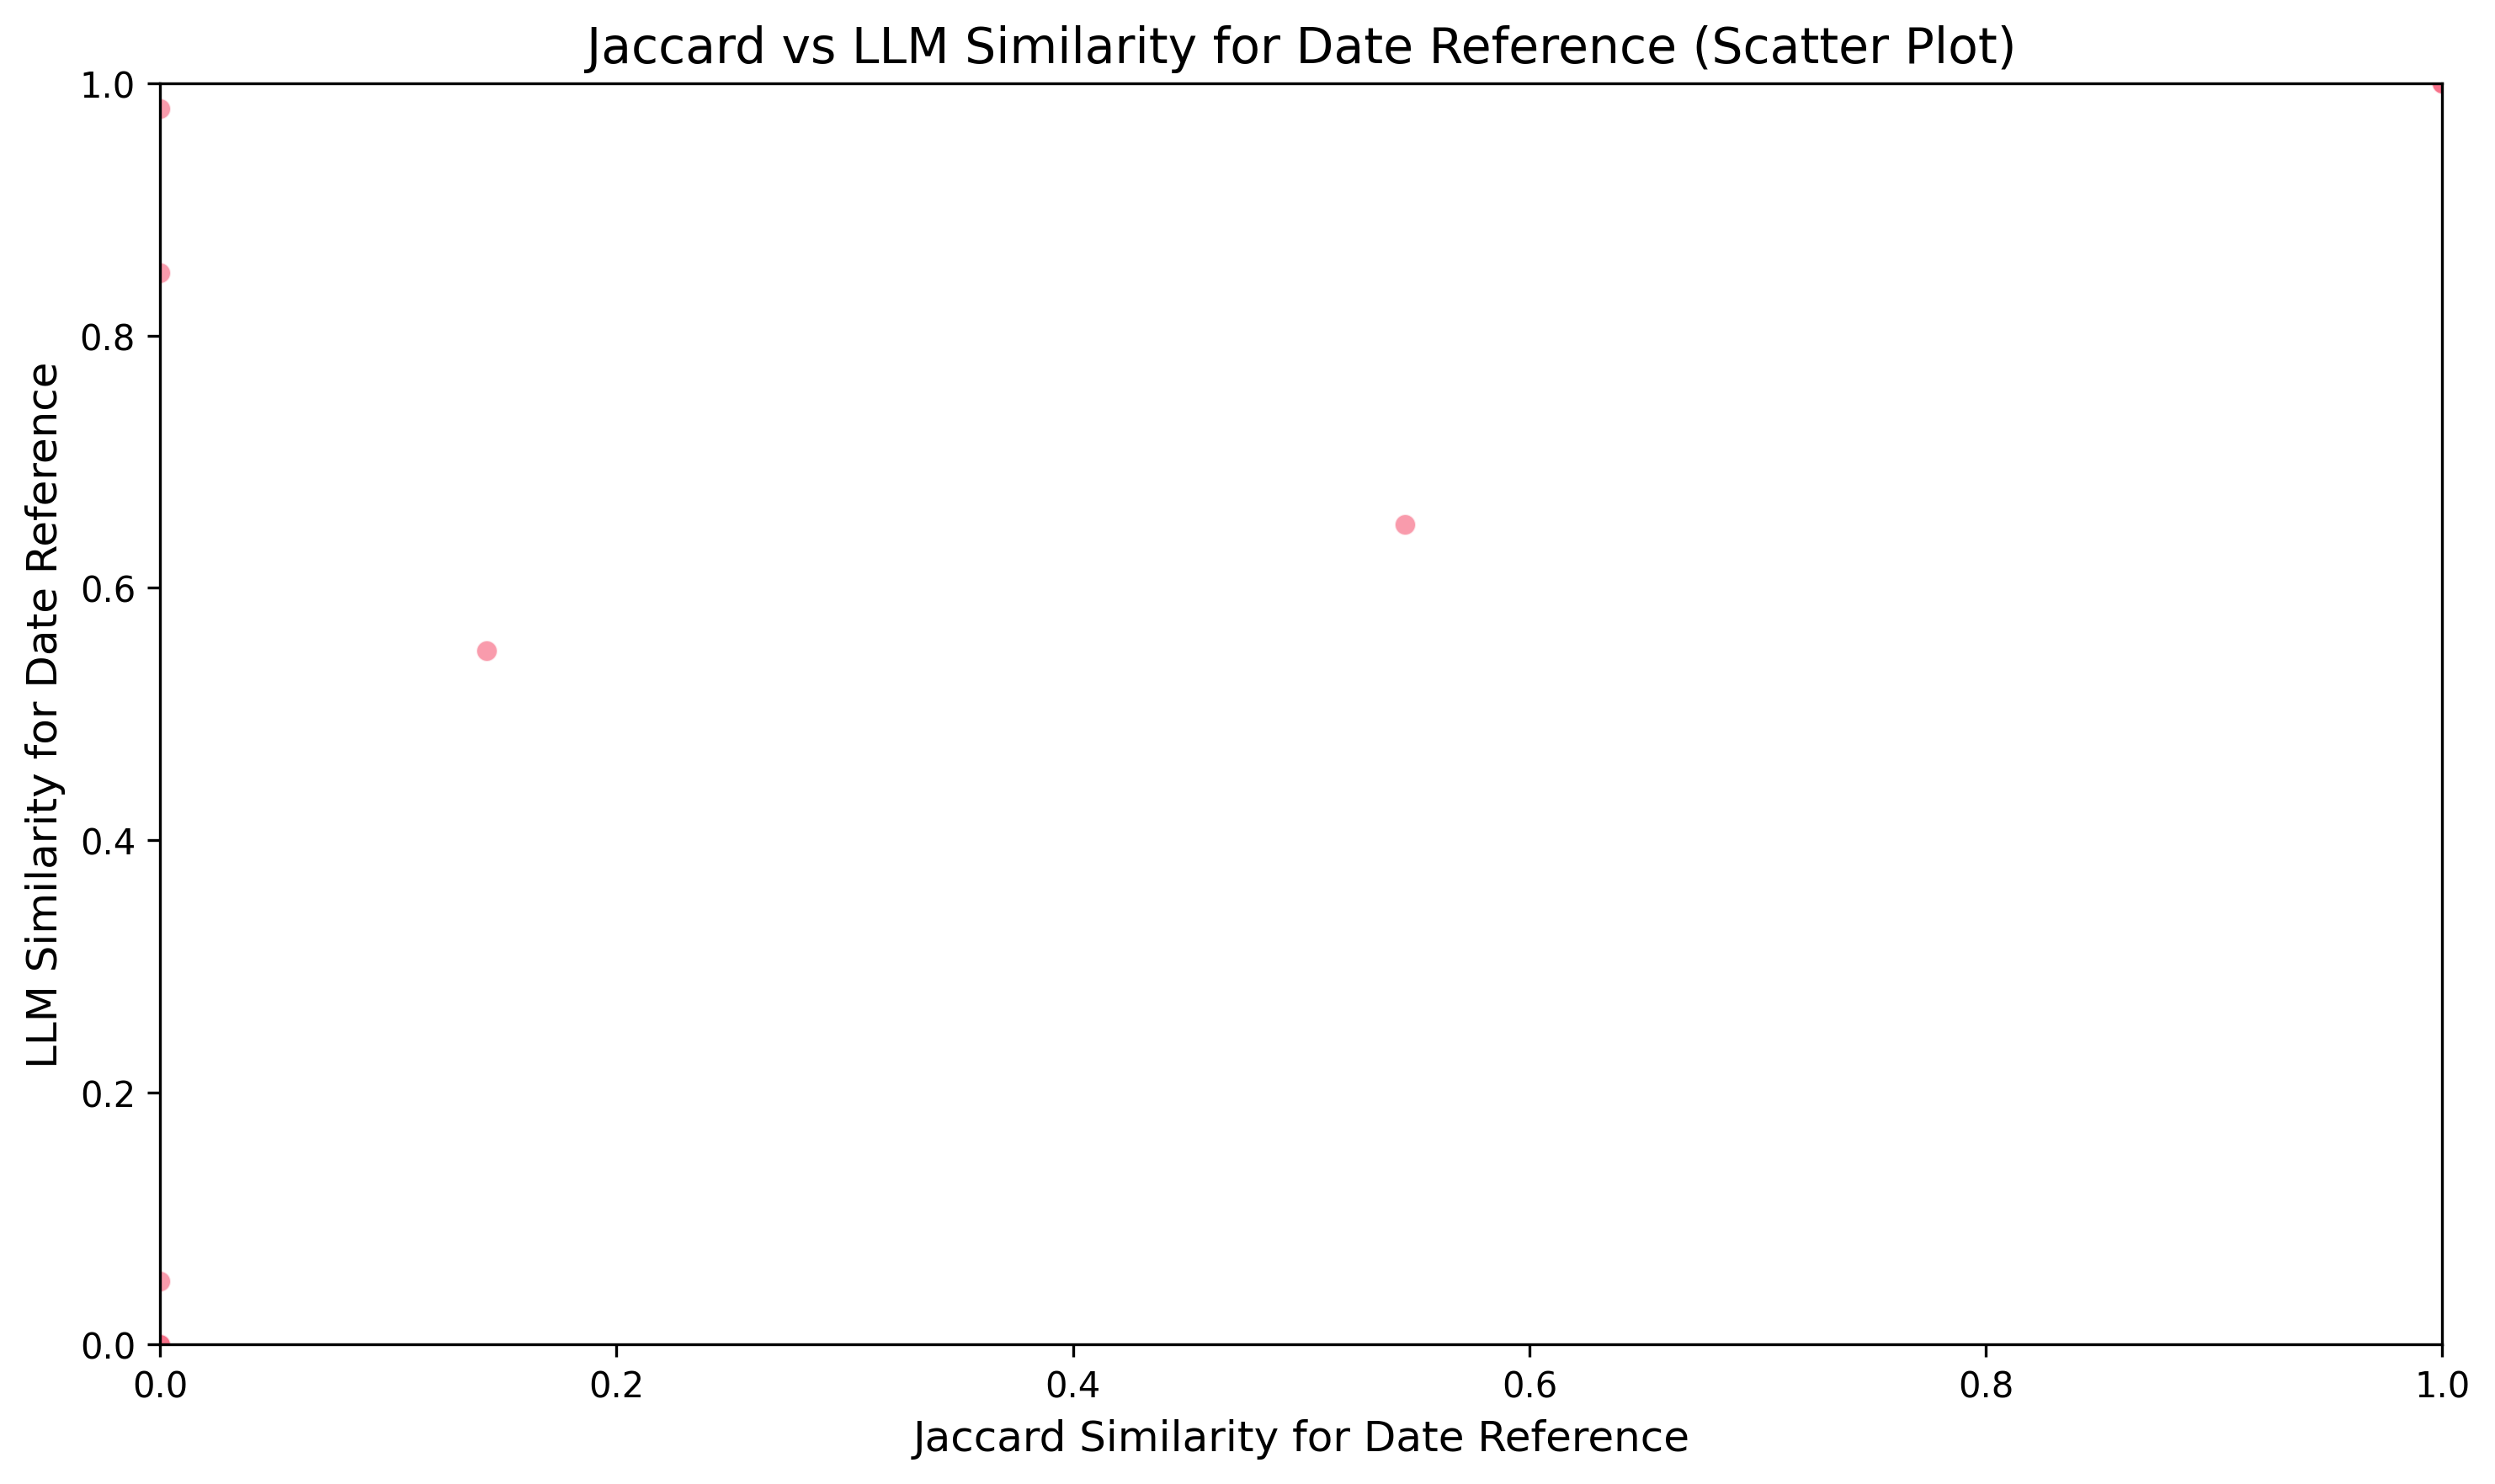 Jaccard vs LLM Similarity for Date Reference (Scatter Plot)
LLM Similarity for Date Reference
1.0
0.8
0.6
0.4
0.2
0.0
0.0 0.2 0.4 0.6 0.8 1.0
Jaccard Similarity for Date Reference